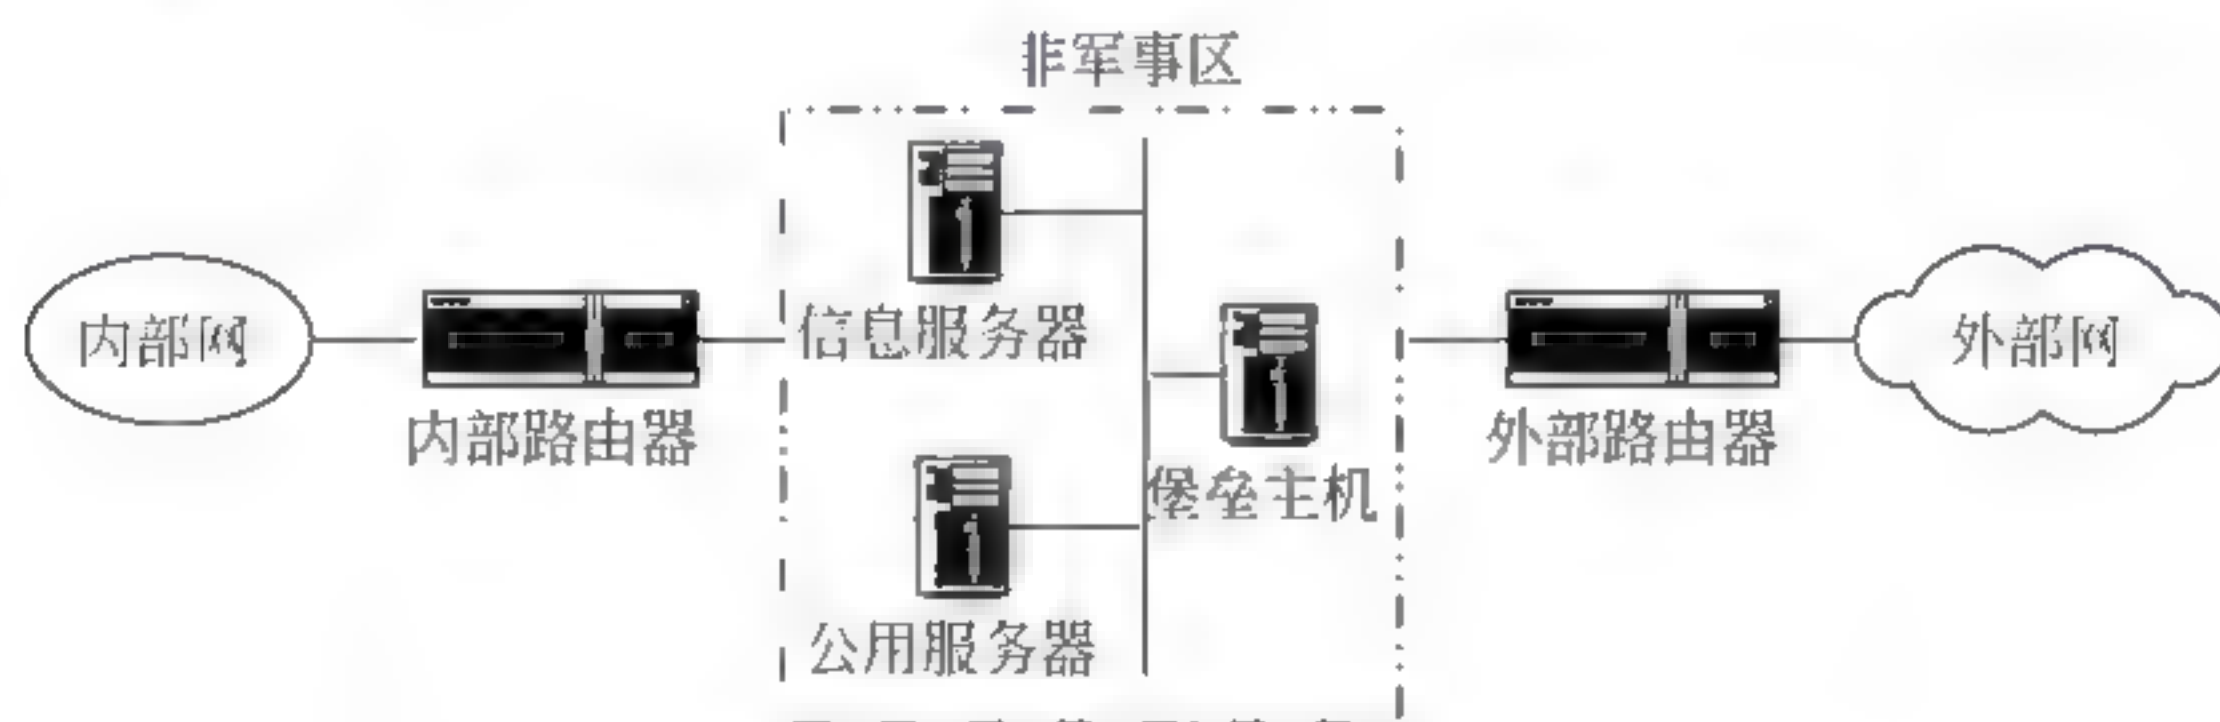 非军事区
信息服务器
内部网
外部网
内部路由器
外部路由器
堡垒主机
公用服务器